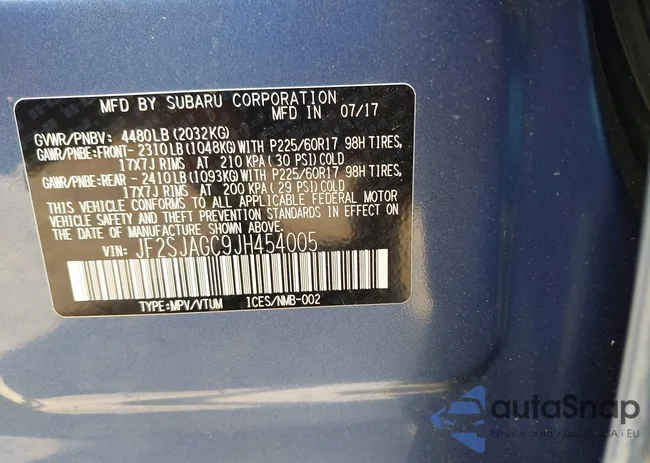 MFD BY SUBARU CORPORATION
MFD IN 07/17
GVWR/PNBV: 4480LB(2032KG)
GAWR/PNBE:FRONT-2310LB(1048KG)WITH P225/60R17 98H TIRES,
17X7J RIMS AT 210 KPA(30 PSI)COLD
GAWR/PNBE:REAR -2410LB(1093KG)WITH P225/60R17 98H TIRES,
17X7J RIMS AT 200 KPA(29 PSI)COLD
THIS VEHICLE CONFORMS TO ALL APPLICABLE FEDERAL MOTOR
VEHICLE SAFETY AND THEFT PREVENTION STANDARDS IN EFFECT
ON THE DATE OF MANUFACTURE SHOWN ABOVE.
VIN: JF2SJAGC9JH454005
TYPE:MPV/VTUM ICES/NMB-002
autoSnap
| EU